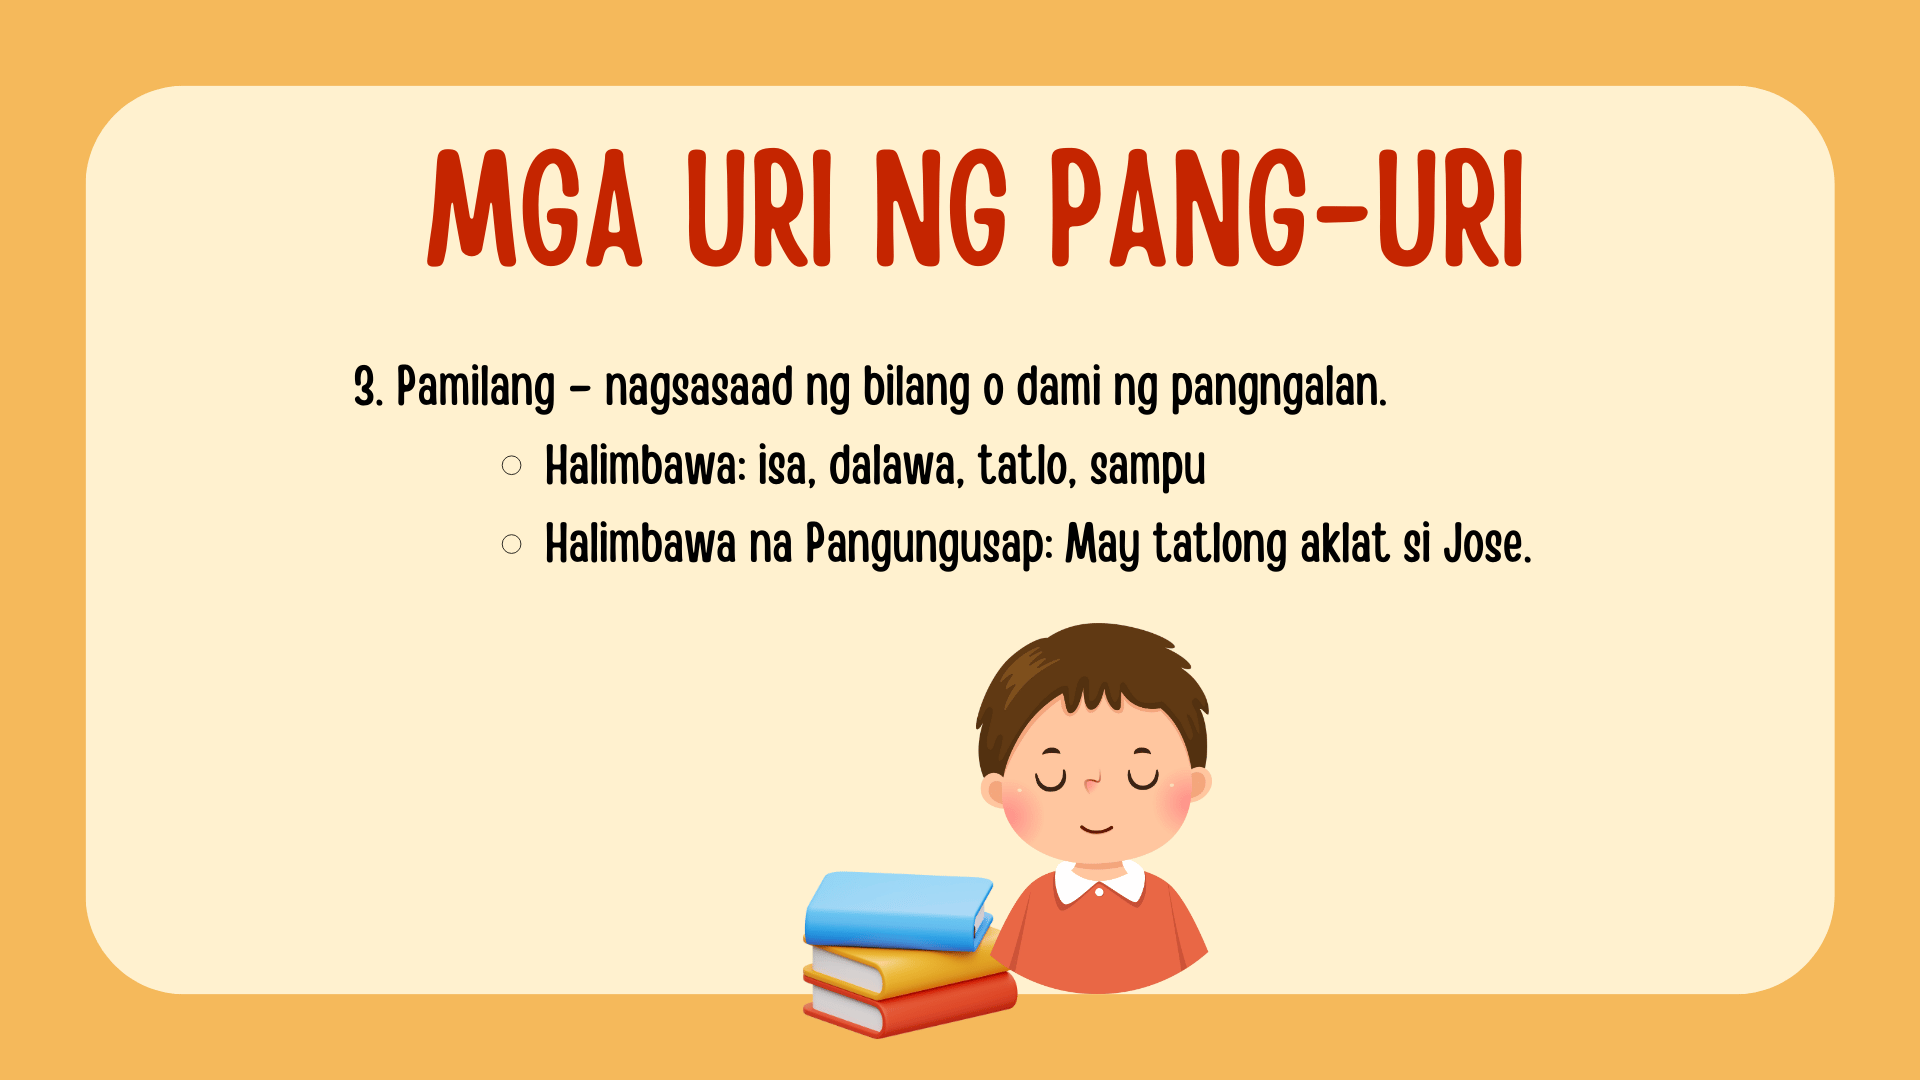 MGA URI NG PANG-URI
3. Pamilang – nagsasaad ng bilang o dami ng pangngalan.
○ Halimbawa: isa, dalawa, tatlo, sampu
○ Halimbawa na Pangungusap: May tatlong aklat si Jose.